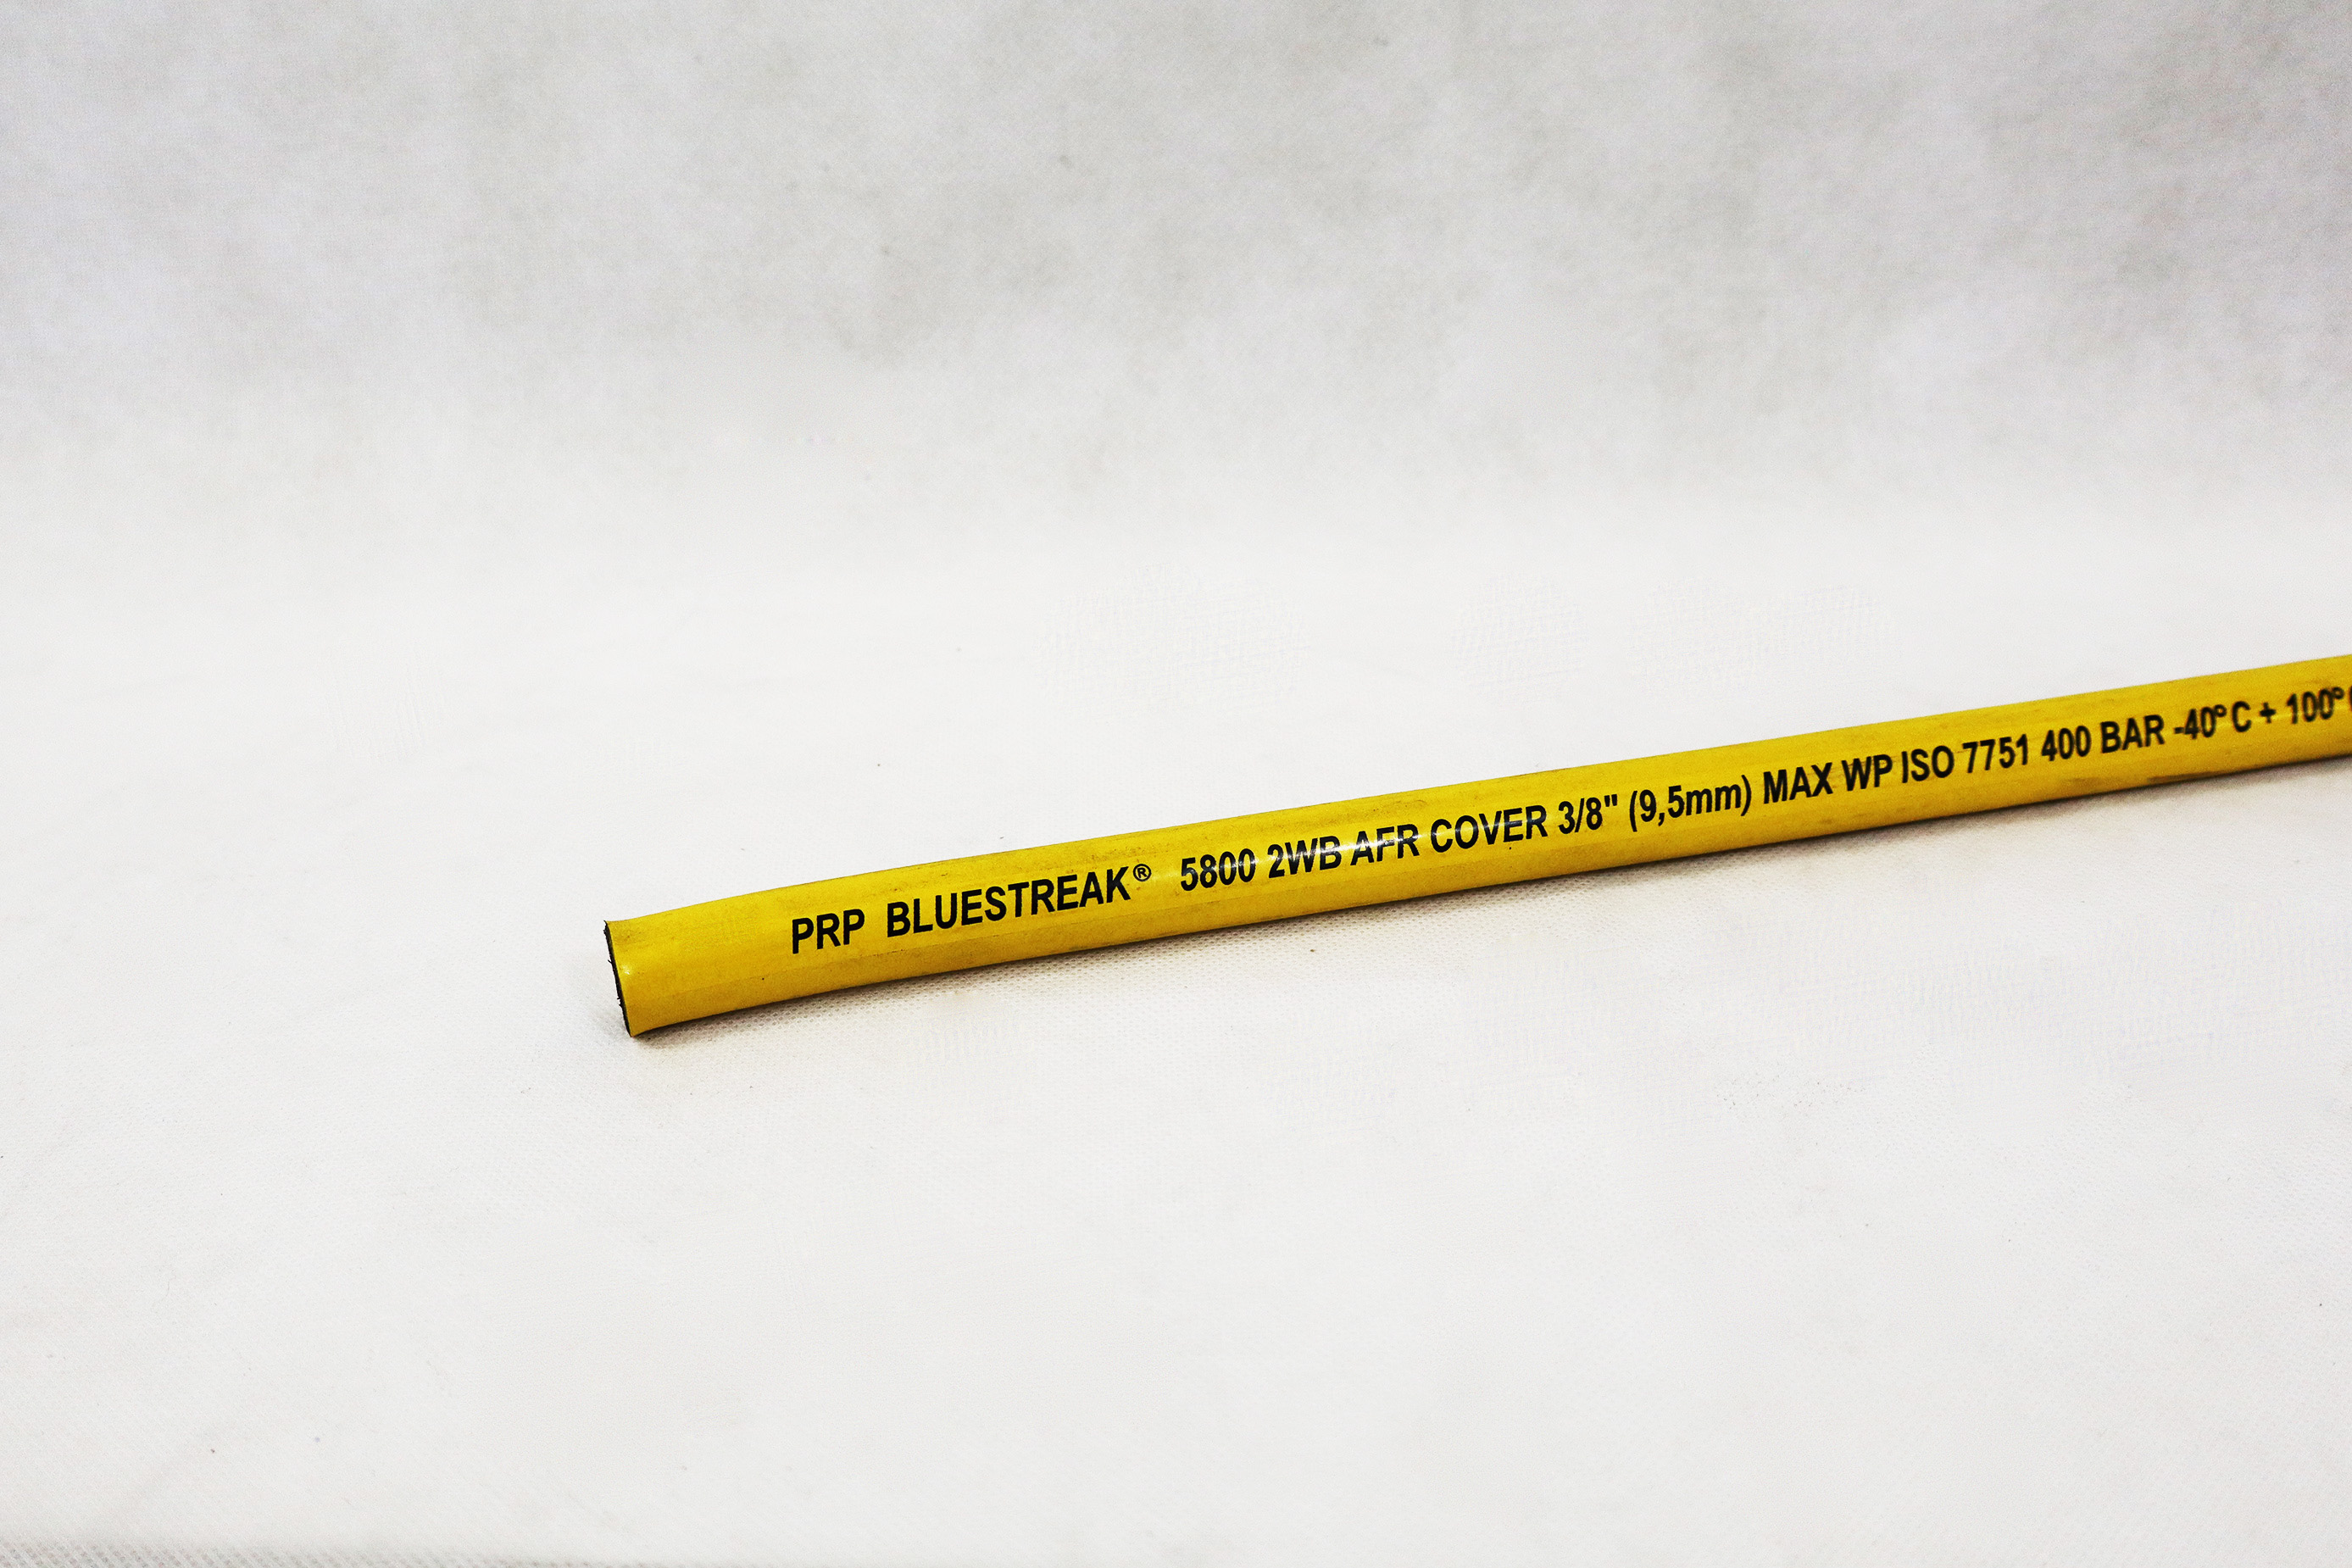 PRP BLUESTREAK® 5800 2WB AFR COVER 3/8" (9,5mm) MAX WP ISO 7751 400 BAR -40°C + 100°